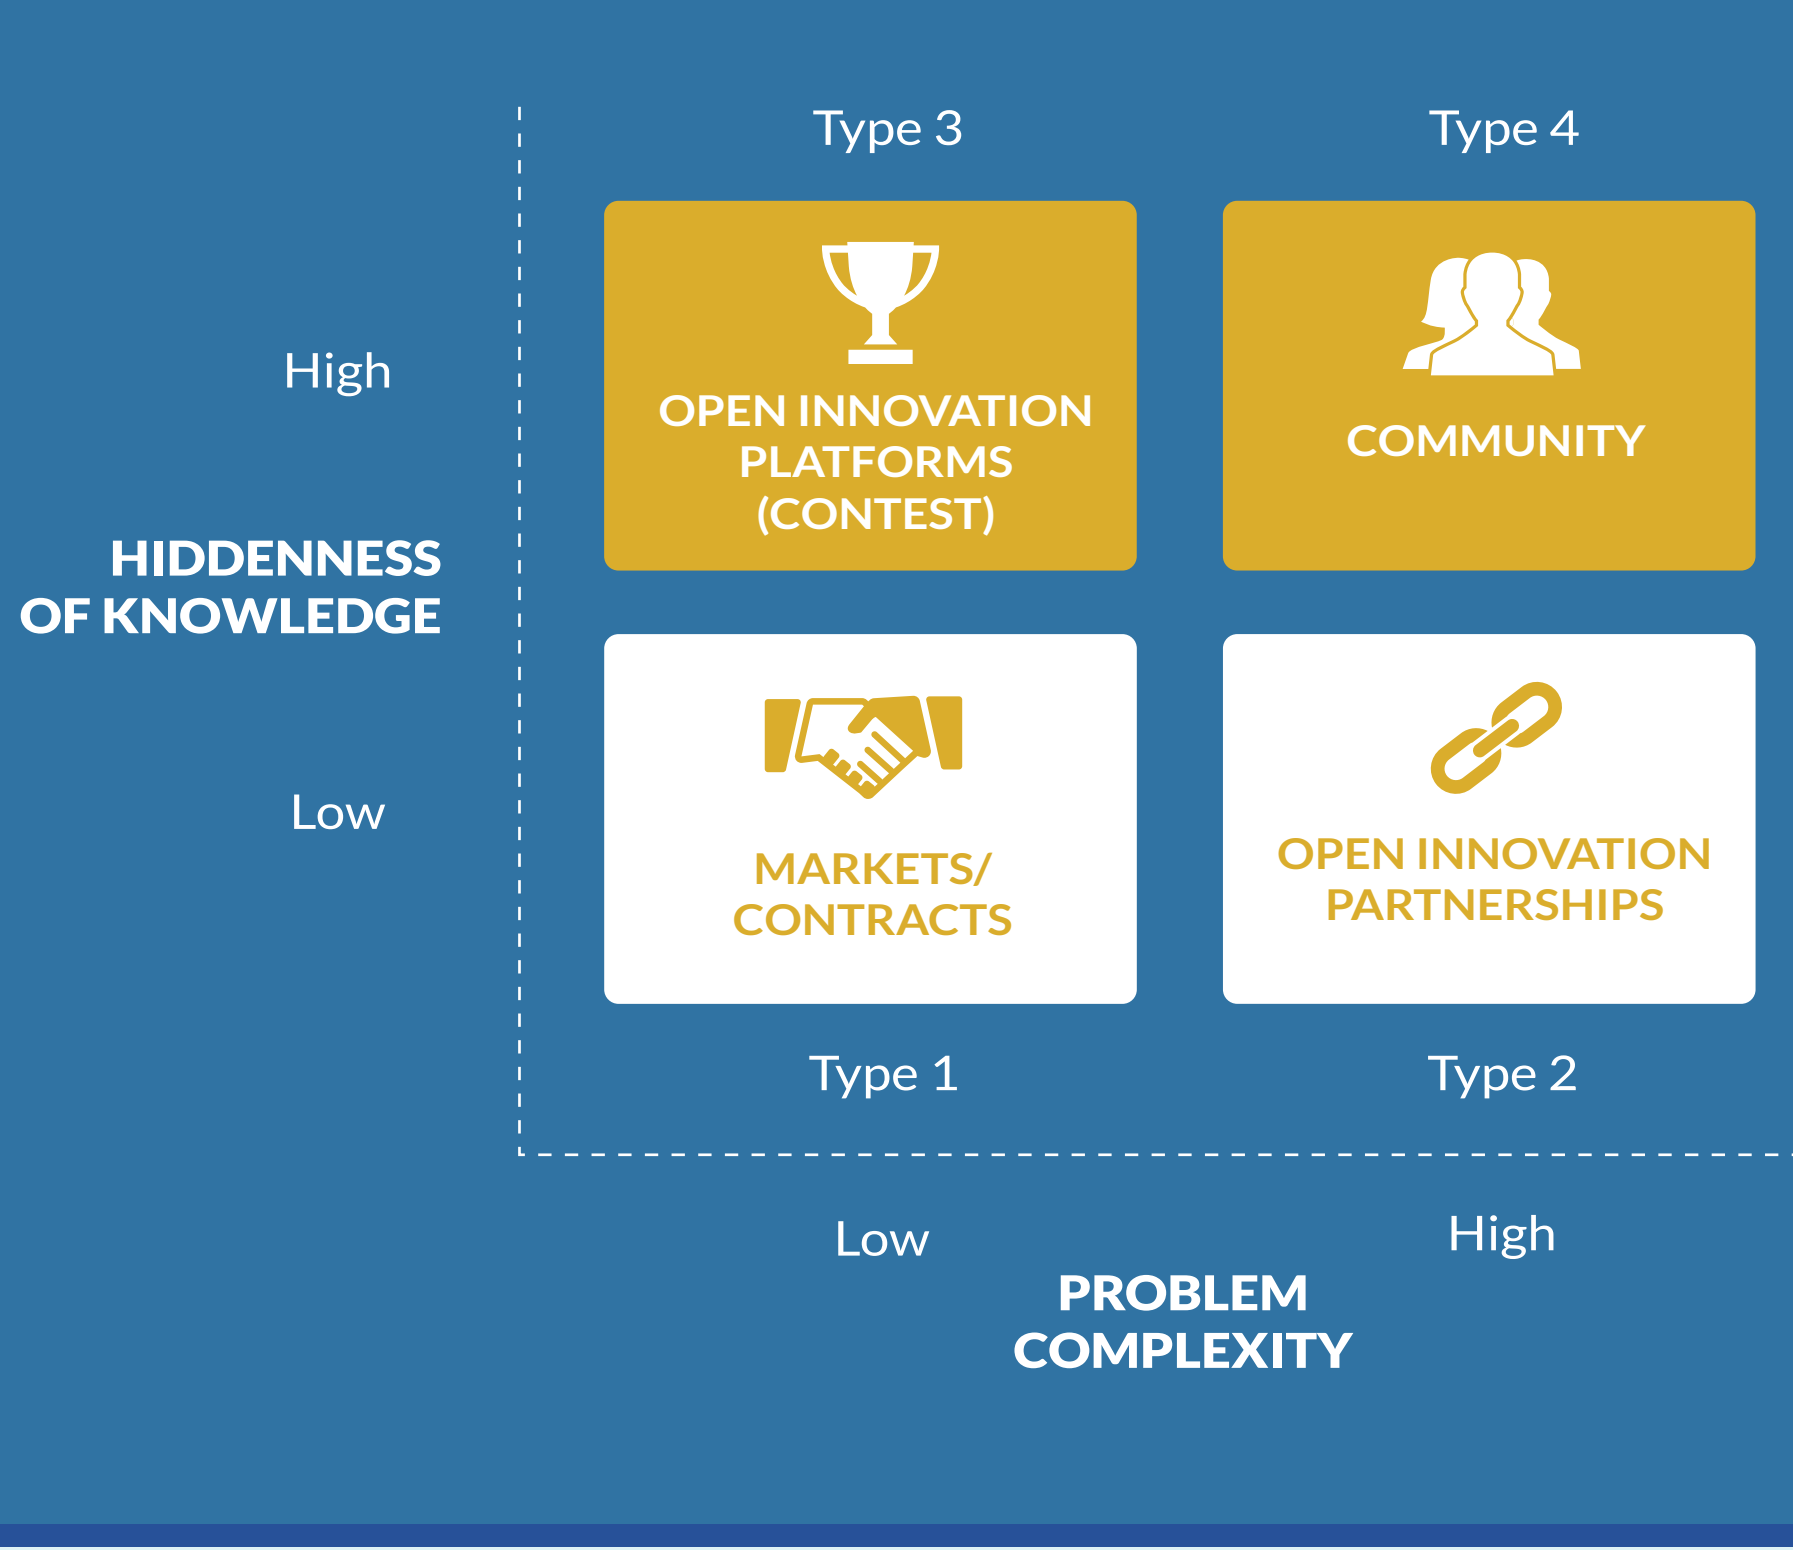 Type 3
Type 4
High
OPEN INNOVATION
PLATFORMS
(CONTEST)
COMMUNITY
HIDDENNESS
OF KNOWLEDGE
Low
MARKETS/
CONTRACTS
OPEN INNOVATION
PARTNERSHIPS
Type 1
Type 2
Low
High
PROBLEM
COMPLEXITY